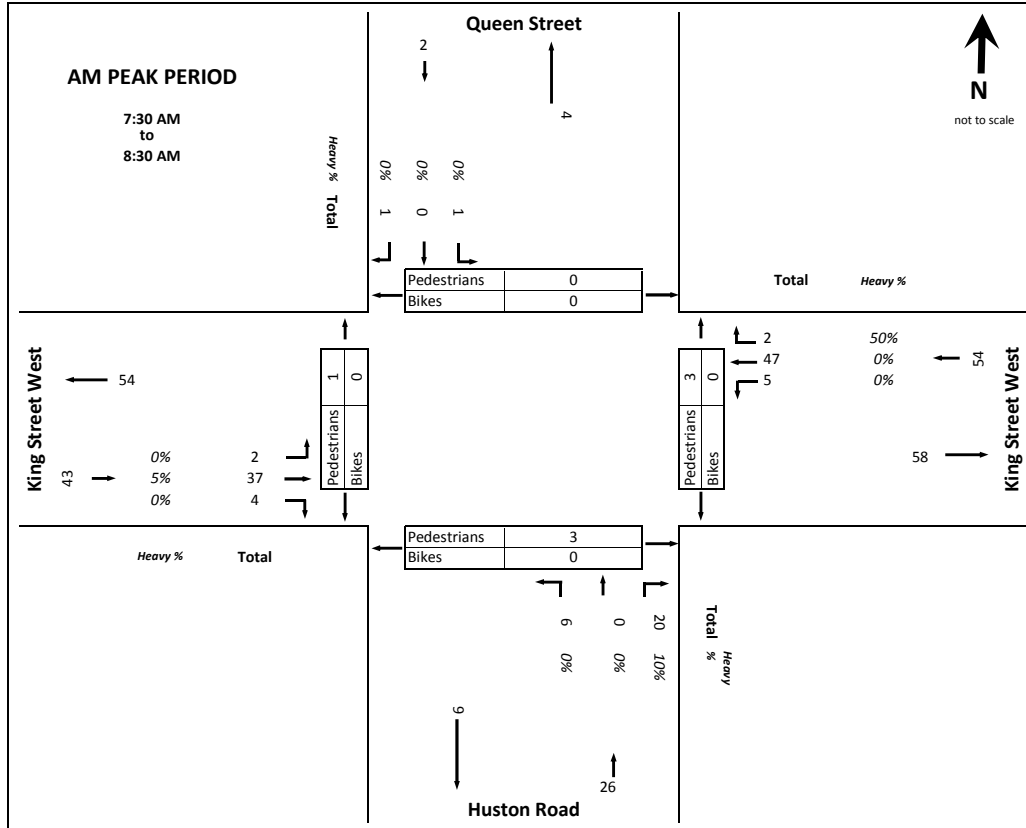 Queen Street
2
4
AM PEAK PERIOD
7:30 AM
to
8:30 AM
N
not to scale
Heavy % Total
0% 0% 0%
1 0 1
Pedestrians 0
Bikes 0
Total Heavy %
2 50%
47 0%
5 0%
54
58
King Street West
King Street West
54
43
0% 2
5% 37
0% 4
Heavy % Total
Pedestrians 1
Bikes 0
Pedestrians 3
Bikes 0
Pedestrians 3
Bikes 0
6 0 20
0% 0% 10%
Total
Heavy
%
9
26
Huston Road